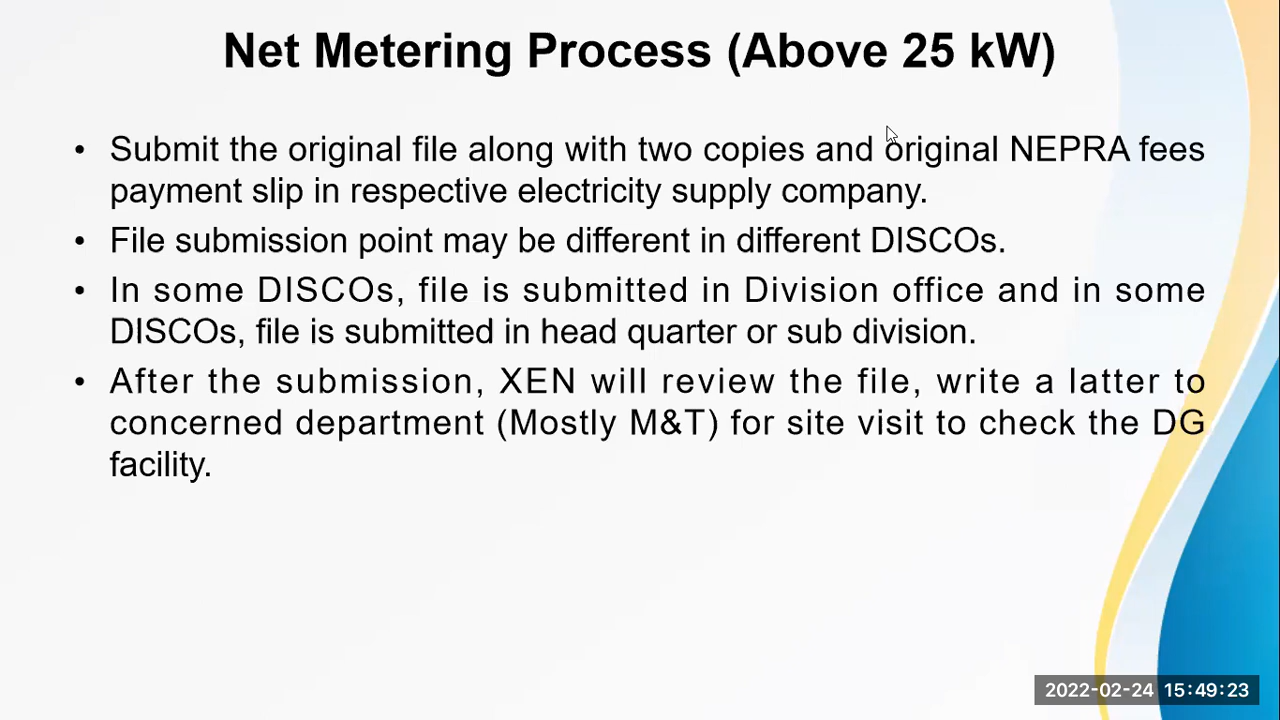 Net Metering Process (Above 25 kW)
• Submit the original file along with two copies and original NEPRA fees
payment slip in respective electricity supply company.
• File submission point may be different in different DISCOs.
• In some DISCOs, file is submitted in Division office and in some
DISCOs, file is submitted in head quarter or sub division.
• After the submission, XEN will review the file, write a latter to
concerned department (Mostly M&T) for site visit to check the DG
facility.
2022-02-24 15:49:23